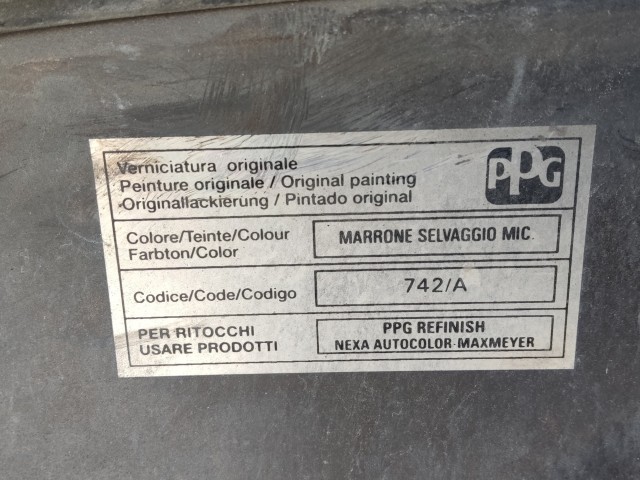 Verniciatura originale
Peinture originale / Original painting
Originallackierung / Pintado original
PPG
Colore/Teinte/Colour
Farbton/Color
MARRONE SELVAGGIO MIC.
Codice/Code/Codigo
742/A
PER RITOCCHI
USARE PRODOTTI
PPG REFINISH
NEXA AUTOCOLOR-MAXMEYER